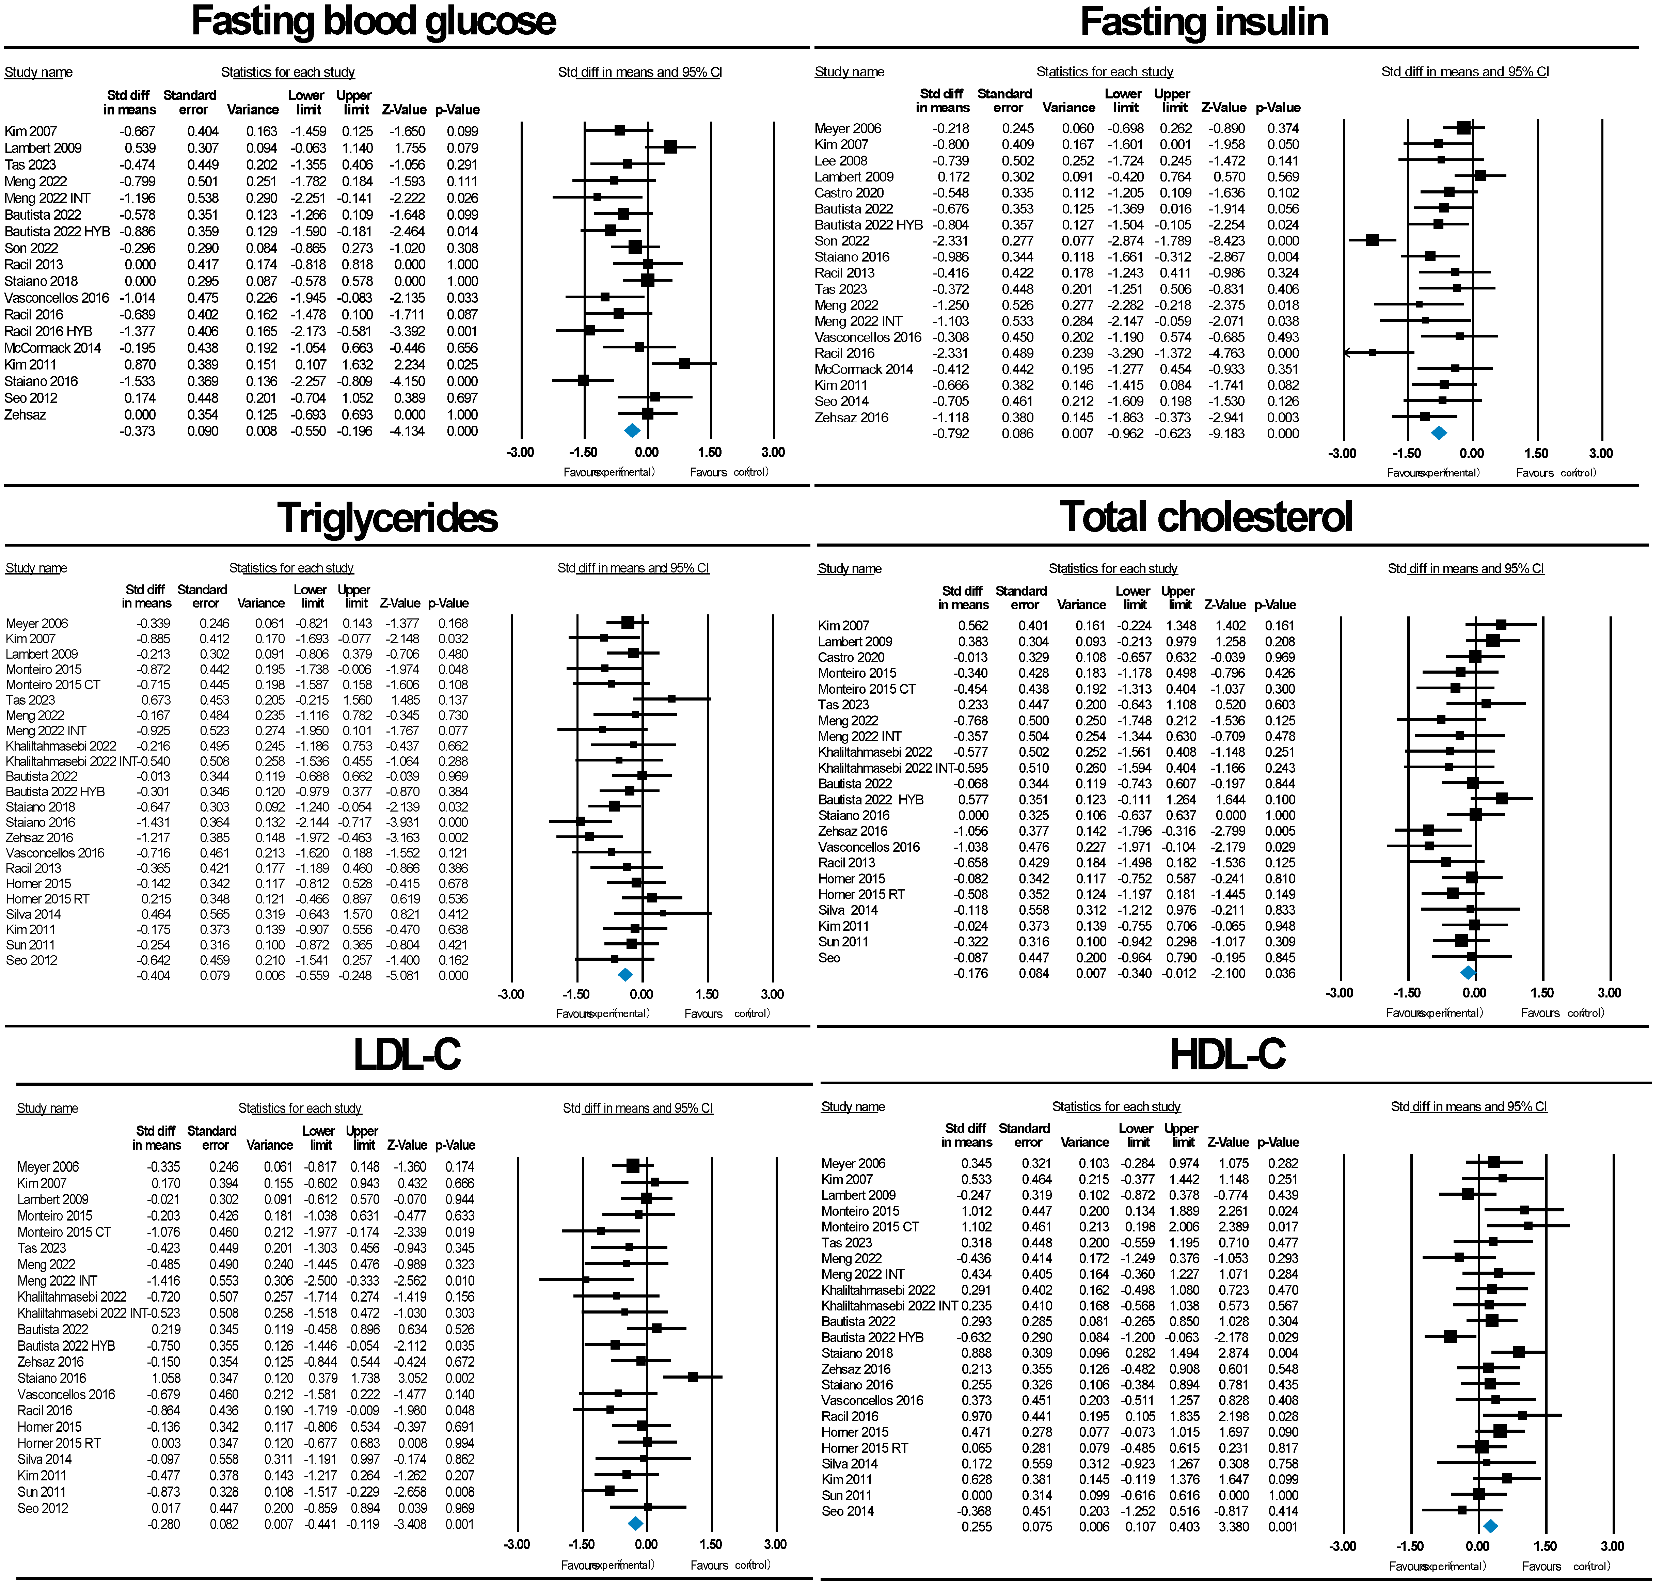 Fasting blood glucose
Study name Statistics for each study Std diff in means and 95% CI
Std diff in means Standard error Variance Lower limit Upper limit Z-Value p-Value
Kim 2007 -0.667 0.404 0.163 -1.459 0.125 -1.650 0.099
Lambert 2009 0.539 0.307 0.094 -0.063 1.140 1.755 0.079
Tas 2023 -0.474 0.449 0.202 -1.355 0.406 -1.056 0.291
Meng 2022 -0.799 0.501 0.251 -1.782 0.184 -1.593 0.111
Meng 2022 INT -1.196 0.538 0.290 -2.251 -0.141 -2.222 0.026
Bautista 2022 -0.578 0.351 0.123 -1.266 0.109 -1.648 0.099
Bautista 2022 HYB -0.886 0.359 0.129 -1.590 -0.181 -2.464 0.014
Son 2022 -0.296 0.290 0.084 -0.865 0.273 -1.020 0.308
Racil 2013 0.000 0.417 0.174 -0.818 0.818 0.000 1.000
Staiano 2018 0.000 0.295 0.087 -0.578 0.578 0.000 1.000
Vasconcellos 2016 -1.014 0.475 0.226 -1.945 -0.083 -2.135 0.033
Racil 2016 -0.689 0.402 0.162 -1.478 0.100 -1.711 0.087
Racil 2016 HYB -1.377 0.406 0.165 -2.173 -0.581 -3.392 0.001
McCormack 2014 -0.195 0.438 0.192 -1.054 0.663 -0.446 0.656
Kim 2011 0.870 0.389 0.151 0.107 1.632 2.234 0.025
Staiano 2016 -1.533 0.369 0.136 -2.257 -0.809 -4.150 0.000
Seo 2012 0.174 0.448 0.201 -0.704 1.052 0.389 0.697
Zehsaz 0.000 0.354 0.125 -0.693 0.693 0.000 1.000
-0.373 0.090 0.008 -0.550 -0.196 -4.134 0.000
-3.00 -1.50 0.00 1.50 3.00
Favours experimental) Favours control)
Fasting insulin
Study name Statistics for each study Std diff in means and 95% CI
Std diff in means Standard error Variance Lower limit Upper limit Z-Value p-Value
Meyer 2006 -0.218 0.245 0.060 -0.698 0.262 -0.890 0.374
Kim 2007 -0.800 0.409 0.167 -1.601 0.001 -1.958 0.050
Lee 2008 -0.739 0.502 0.252 -1.724 0.245 -1.472 0.141
Lambert 2009 0.172 0.302 0.091 -0.420 0.764 0.570 0.569
Castro 2020 -0.548 0.335 0.112 -1.205 0.109 -1.636 0.102
Bautista 2022 -0.676 0.353 0.125 -1.369 0.016 -1.914 0.056
Bautista 2022 HYB -0.804 0.357 0.127 -1.504 -0.105 -2.254 0.024
Son 2022 -2.331 0.277 0.077 -2.874 -1.789 -8.423 0.000
Staiano 2016 -0.986 0.344 0.118 -1.661 -0.312 -2.867 0.004
Racil 2013 -0.416 0.422 0.178 -1.243 0.411 -0.986 0.324
Tas 2023 -0.372 0.448 0.201 -1.251 0.506 -0.831 0.406
Meng 2022 -1.250 0.526 0.277 -2.282 -0.218 -2.375 0.018
Meng 2022 INT -1.103 0.533 0.284 -2.147 -0.059 -2.071 0.038
Vasconcellos 2016 -0.308 0.450 0.202 -1.190 0.574 -0.685 0.493
Racil 2016 -2.331 0.489 0.239 -3.290 -1.372 -4.763 0.000
McCormack 2014 -0.412 0.442 0.195 -1.277 0.454 -0.933 0.351
Kim 2011 -0.666 0.382 0.146 -1.415 0.084 -1.741 0.082
Seo 2014 -0.705 0.461 0.212 -1.609 0.198 -1.530 0.126
Zehsaz 2016 -1.118 0.380 0.145 -1.863 -0.373 -2.941 0.003
-0.792 0.086 0.007 -0.962 -0.623 -9.183 0.000
-3.00 -1.50 0.00 1.50 3.00
Favours experimental) Favours control)
Triglycerides
Study name Statistics for each study Std diff in means and 95% CI
Std diff in means Standard error Variance Lower limit Upper limit Z-Value p-Value
Meyer 2006 -0.339 0.246 0.061 -0.821 0.143 -1.377 0.168
Kim 2007 -0.885 0.412 0.170 -1.693 -0.077 -2.148 0.032
Lambert 2009 -0.213 0.302 0.091 -0.806 0.379 -0.706 0.480
Monteiro 2015 -0.872 0.442 0.195 -1.738 -0.006 -1.974 0.048
Monteiro 2015 CT -0.715 0.445 0.198 -1.587 0.158 -1.606 0.108
Tas 2023 0.673 0.453 0.205 -0.215 1.560 1.485 0.137
Meng 2022 -0.167 0.484 0.235 -1.116 0.782 -0.345 0.730
Meng 2022 INT -0.925 0.523 0.274 -1.950 0.101 -1.767 0.077
Khaliltahmasebi 2022 -0.216 0.495 0.245 -1.186 0.753 -0.437 0.662
Khaliltahmasebi 2022 INT-0.540 0.508 0.258 -1.536 0.455 -1.064 0.288
Bautista 2022 -0.013 0.344 0.119 -0.688 0.662 -0.039 0.969
Bautista 2022 HYB -0.301 0.346 0.120 -0.979 0.377 -0.870 0.384
Staiano 2018 -0.647 0.303 0.092 -1.240 -0.054 -2.139 0.032
Staiano 2016 -1.431 0.364 0.132 -2.144 -0.717 -3.931 0.000
Zehsaz 2016 -1.217 0.385 0.148 -1.972 -0.463 -3.163 0.002
Vasconcellos 2016 -0.716 0.461 0.213 -1.620 0.188 -1.552 0.121
Racil 2013 -0.365 0.421 0.177 -1.189 0.460 -0.866 0.386
Horner 2015 -0.142 0.342 0.117 -0.812 0.528 -0.415 0.678
Horner 2015 RT 0.215 0.348 0.121 -0.466 0.897 0.619 0.536
Silva 2014 0.464 0.565 0.319 -0.643 1.570 0.821 0.412
Kim 2011 -0.175 0.373 0.139 -0.907 0.556 -0.470 0.638
Sun 2011 -0.254 0.316 0.100 -0.872 0.365 -0.804 0.421
Seo 2012 -0.642 0.459 0.210 -1.541 0.257 -1.400 0.162
-0.404 0.079 0.006 -0.559 -0.248 -5.081 0.000
-3.00 -1.50 0.00 1.50 3.00
Favours experimental) Favours control)
Total cholesterol
Study name Statistics for each study Std diff in means and 95% CI
Std diff in means Standard error Variance Lower limit Upper limit Z-Value p-Value
Kim 2007 0.562 0.401 0.161 -0.224 1.348 1.402 0.161
Lambert 2009 0.383 0.304 0.093 -0.213 0.979 1.258 0.208
Castro 2020 -0.013 0.329 0.108 -0.657 0.632 -0.039 0.969
Monteiro 2015 -0.340 0.428 0.183 -1.178 0.498 -0.796 0.426
Monteiro 2015 CT -0.454 0.438 0.192 -1.313 0.404 -1.037 0.300
Tas 2023 0.233 0.447 0.200 -0.643 1.108 0.520 0.603
Meng 2022 -0.768 0.500 0.250 -1.748 0.212 -1.536 0.125
Meng 2022 INT -0.357 0.504 0.254 -1.344 0.630 -0.709 0.478
Khaliltahmasebi 2022 -0.577 0.502 0.252 -1.561 0.408 -1.148 0.251
Khaliltahmasebi 2022 INT-0.595 0.510 0.260 -1.594 0.404 -1.166 0.243
Bautista 2022 -0.068 0.344 0.119 -0.743 0.607 -0.197 0.844
Bautista 2022 HYB 0.577 0.351 0.123 -0.111 1.264 1.644 0.100
Staiano 2016 0.000 0.325 0.106 -0.637 0.637 0.000 1.000
Zehsaz 2016 -1.056 0.377 0.142 -1.796 -0.316 -2.799 0.005
Vasconcellos 2016 -1.038 0.476 0.227 -1.971 -0.104 -2.179 0.029
Racil 2013 -0.658 0.429 0.184 -1.498 0.182 -1.536 0.125
Horner 2015 -0.082 0.342 0.117 -0.752 0.587 -0.241 0.810
Horner 2015 RT -0.508 0.352 0.124 -1.197 0.181 -1.445 0.149
Silva 2014 -0.118 0.558 0.312 -1.212 0.976 -0.211 0.833
Kim 2011 -0.024 0.373 0.139 -0.755 0.706 -0.065 0.948
Sun 2011 -0.322 0.316 0.100 -0.942 0.298 -1.017 0.309
Seo -0.087 0.447 0.200 -0.964 0.790 -0.195 0.845
-0.176 0.084 0.007 -0.340 -0.012 -2.100 0.036
-3.00 -1.50 0.00 1.50 3.00
Favours experimental) Favours control)
LDL-C
Study name Statistics for each study Std diff in means and 95% CI
Std diff in means Standard error Variance Lower limit Upper limit Z-Value p-Value
Meyer 2006 -0.335 0.246 0.061 -0.817 0.148 -1.360 0.174
Kim 2007 0.170 0.394 0.155 -0.602 0.943 0.432 0.666
Lambert 2009 -0.021 0.302 0.091 -0.612 0.570 -0.070 0.944
Monteiro 2015 -0.203 0.426 0.181 -1.038 0.631 -0.477 0.633
Monteiro 2015 CT -1.076 0.460 0.212 -1.977 -0.174 -2.339 0.019
Tas 2023 -0.423 0.449 0.201 -1.303 0.456 -0.943 0.345
Meng 2022 -0.485 0.490 0.240 -1.445 0.476 -0.989 0.323
Meng 2022 INT -1.416 0.553 0.306 -2.500 -0.333 -2.562 0.010
Khaliltahmasebi 2022 -0.720 0.507 0.257 -1.714 0.274 -1.419 0.156
Khaliltahmasebi 2022 INT-0.523 0.508 0.258 -1.518 0.472 -1.030 0.303
Bautista 2022 0.219 0.345 0.119 -0.458 0.896 0.634 0.526
Bautista 2022 HYB -0.750 0.355 0.126 -1.446 -0.054 -2.112 0.035
Zehsaz 2016 -0.150 0.354 0.125 -0.844 0.544 -0.424 0.672
Staiano 2016 1.058 0.347 0.120 0.379 1.738 3.052 0.002
Vasconcellos 2016 -0.679 0.460 0.212 -1.581 0.222 -1.477 0.140
Racil 2016 -0.864 0.436 0.190 -1.719 -0.009 -1.980 0.048
Horner 2015 -0.136 0.342 0.117 -0.806 0.534 -0.397 0.691
Horner 2015 RT 0.003 0.347 0.120 -0.677 0.683 0.008 0.994
Silva 2014 -0.097 0.558 0.311 -1.191 0.997 -0.174 0.862
Kim 2011 -0.477 0.378 0.143 -1.217 0.264 -1.262 0.207
Sun 2011 -0.873 0.328 0.108 -1.517 -0.229 -2.658 0.008
Seo 2012 0.017 0.447 0.200 -0.859 0.894 0.039 0.969
-0.280 0.082 0.007 -0.441 -0.119 -3.408 0.001
-3.00 -1.50 0.00 1.50 3.00
Favours experimental) Favours control)
HDL-C
Study name Statistics for each study Std diff in means and 95% CI
Std diff in means Standard error Variance Lower limit Upper limit Z-Value p-Value
Meyer 2006 0.345 0.321 0.103 -0.284 0.974 1.075 0.282
Kim 2007 0.533 0.464 0.215 -0.377 1.442 1.148 0.251
Lambert 2009 -0.247 0.319 0.102 -0.872 0.378 -0.774 0.439
Monteiro 2015 1.012 0.447 0.200 0.134 1.889 2.261 0.024
Monteiro 2015 CT 1.102 0.461 0.213 0.198 2.006 2.389 0.017
Tas 2023 0.318 0.448 0.200 -0.559 1.195 0.710 0.477
Meng 2022 -0.436 0.414 0.172 -1.249 0.376 -1.053 0.293
Meng 2022 INT 0.434 0.405 0.164 -0.360 1.227 1.071 0.284
Khaliltahmasebi 2022 0.291 0.402 0.162 -0.498 1.080 0.723 0.470
Khaliltahmasebi 2022 INT 0.235 0.410 0.168 -0.568 1.038 0.573 0.567
Bautista 2022 0.293 0.285 0.081 -0.265 0.850 1.028 0.304
Bautista 2022 HYB -0.632 0.290 0.084 -1.200 -0.063 -2.178 0.029
Staiano 2018 0.888 0.309 0.096 0.282 1.494 2.874 0.004
Zehsaz 2016 0.213 0.355 0.126 -0.482 0.908 0.601 0.548
Staiano 2016 0.255 0.326 0.106 -0.384 0.894 0.781 0.435
Vasconcellos 2016 0.373 0.451 0.203 -0.511 1.257 0.828 0.408
Racil 2016 0.970 0.441 0.195 0.105 1.835 2.198 0.028
Horner 2015 0.471 0.278 0.077 -0.073 1.015 1.697 0.090
Horner 2015 RT 0.065 0.281 0.079 -0.485 0.615 0.231 0.817
Silva 2014 0.172 0.559 0.312 -0.923 1.267 0.308 0.758
Kim 2011 0.628 0.381 0.145 -0.119 1.376 1.647 0.099
Sun 2011 0.000 0.314 0.099 -0.616 0.616 0.000 1.000
Seo 2014 -0.368 0.451 0.203 -1.252 0.516 -0.817 0.414
0.255 0.075 0.006 0.107 0.403 3.380 0.001
-3.00 -1.50 0.00 1.50 3.00
Favours experimental) Favours control)